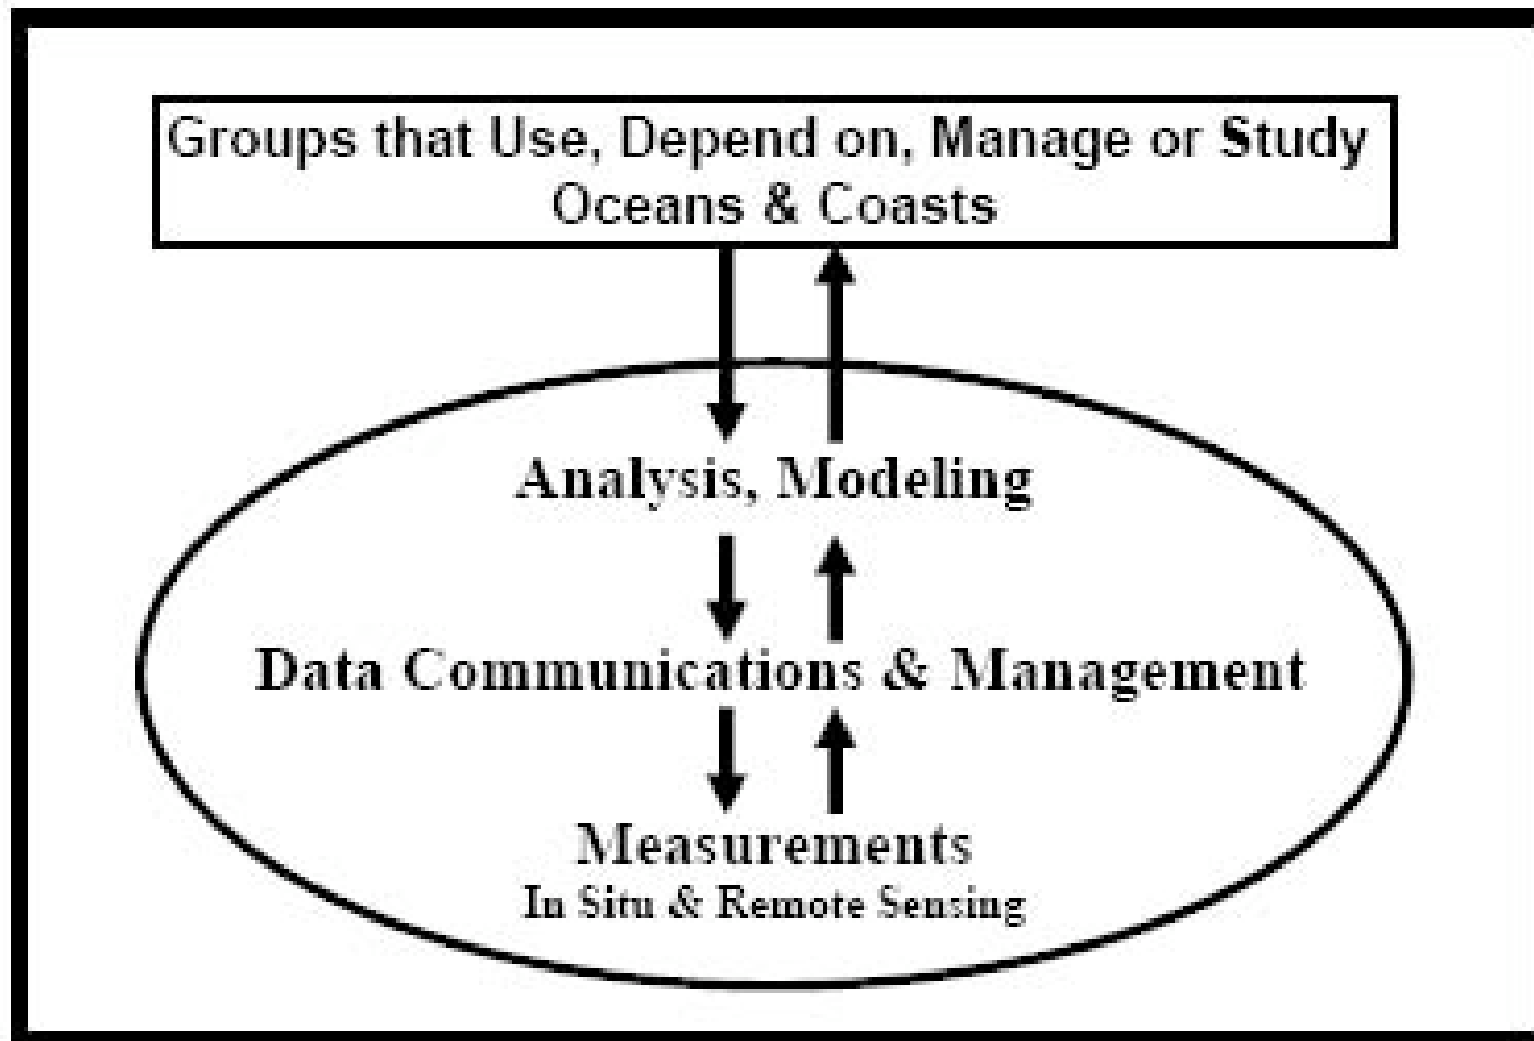 Groups that Use, Depend on, Manage or Study
Oceans & Coasts
Analysis, Modeling
Data Communications & Management
Measurements
In Situ & Remote Sensing